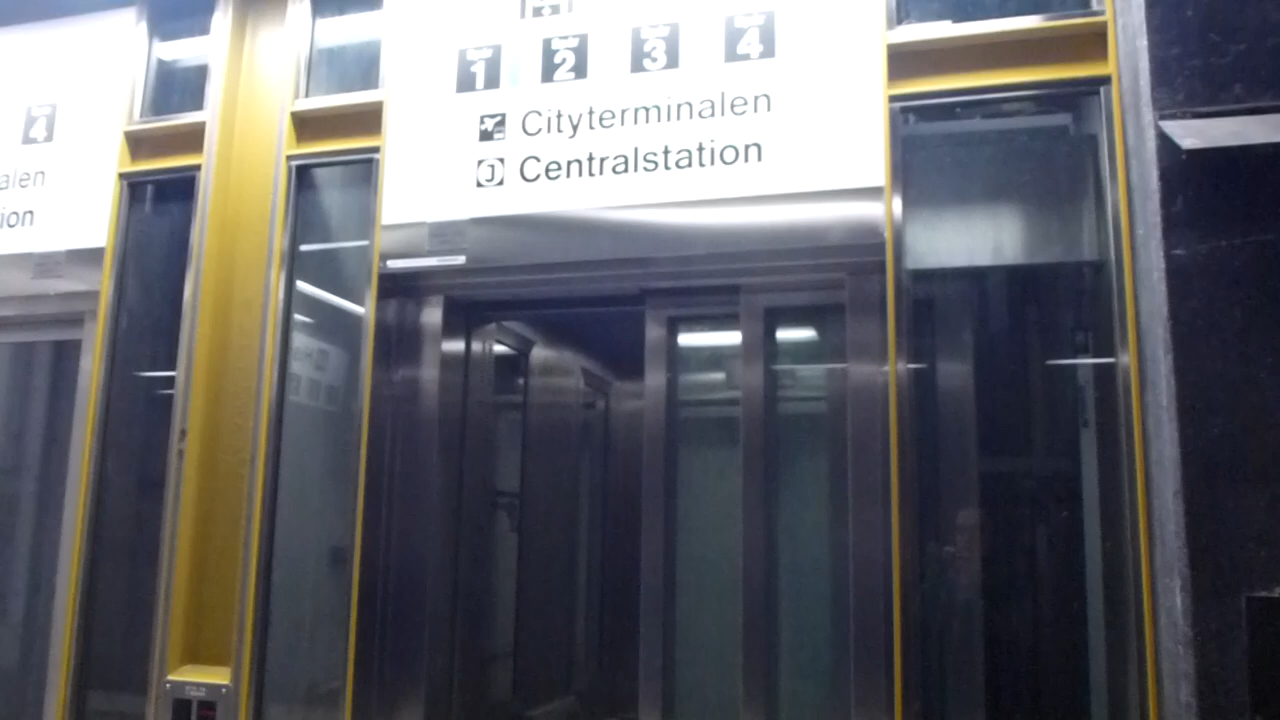 4
alen
ion
1 2 3 4
Cityterminalen
J Centralstation